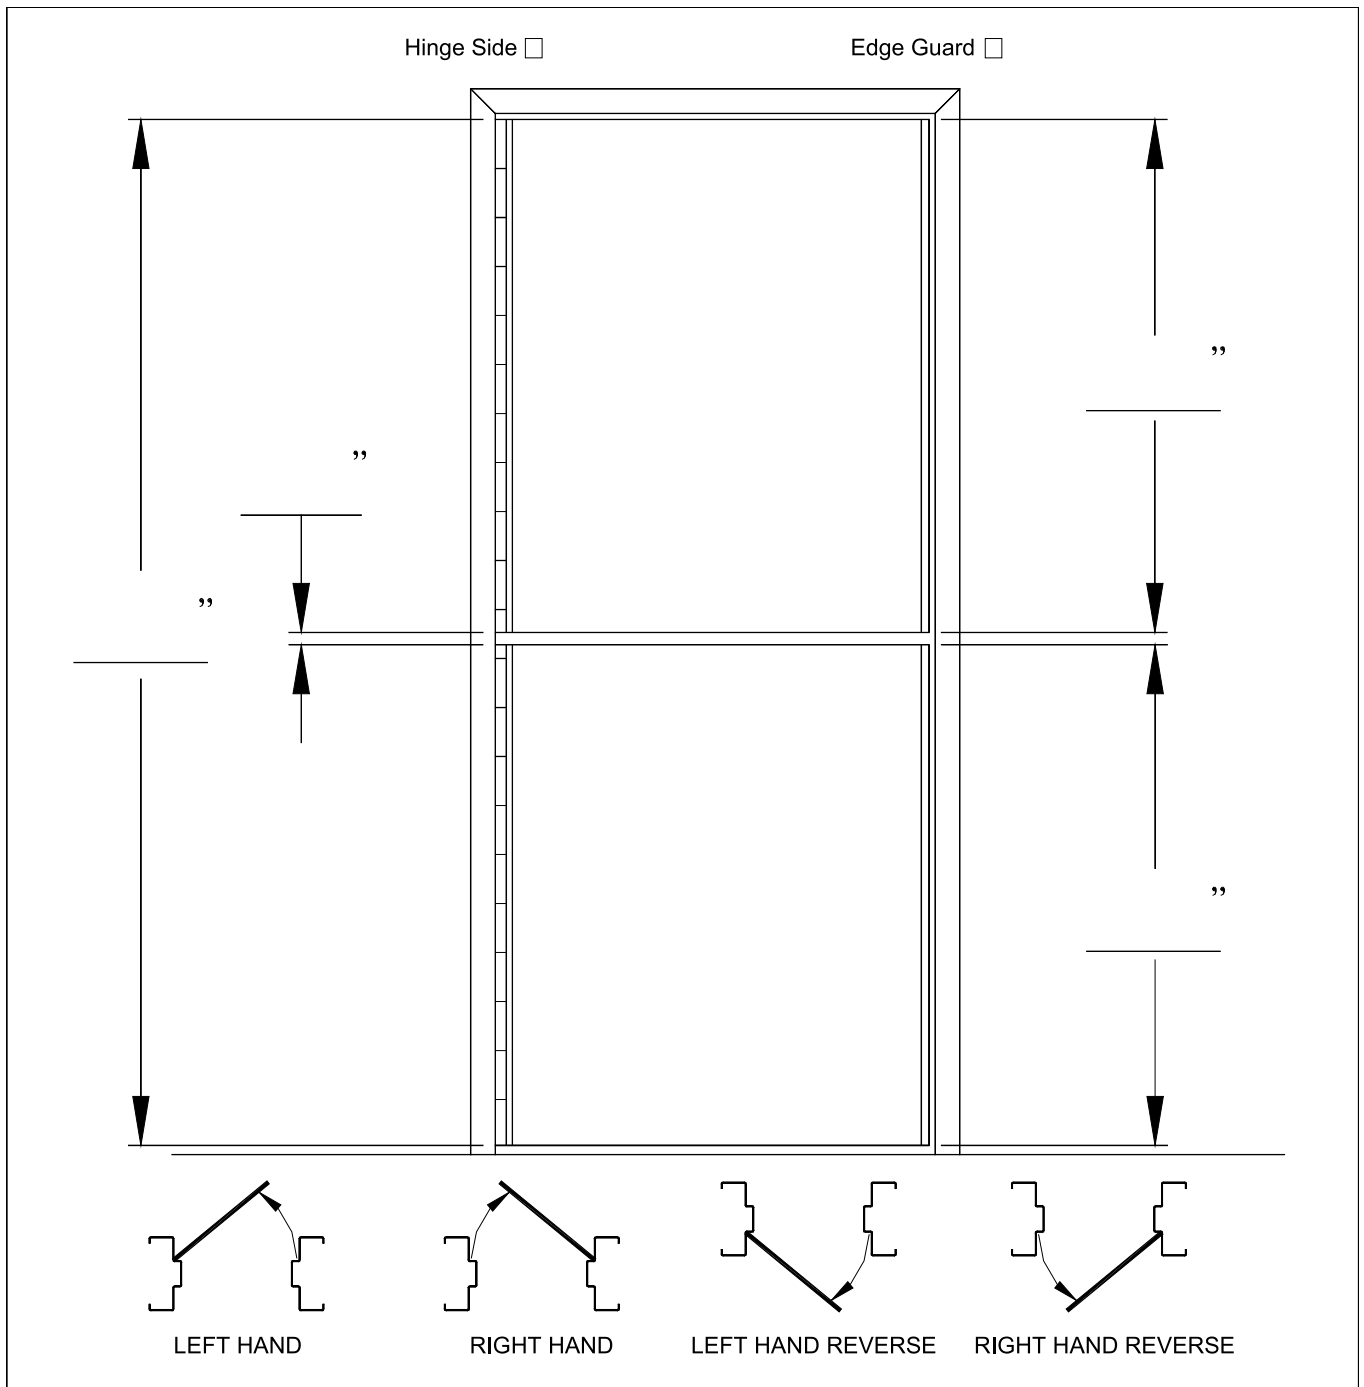 Hinge Side □
Edge Guard □
”
”
”
”
LEFT HAND
RIGHT HAND
LEFT HAND REVERSE
RIGHT HAND REVERSE